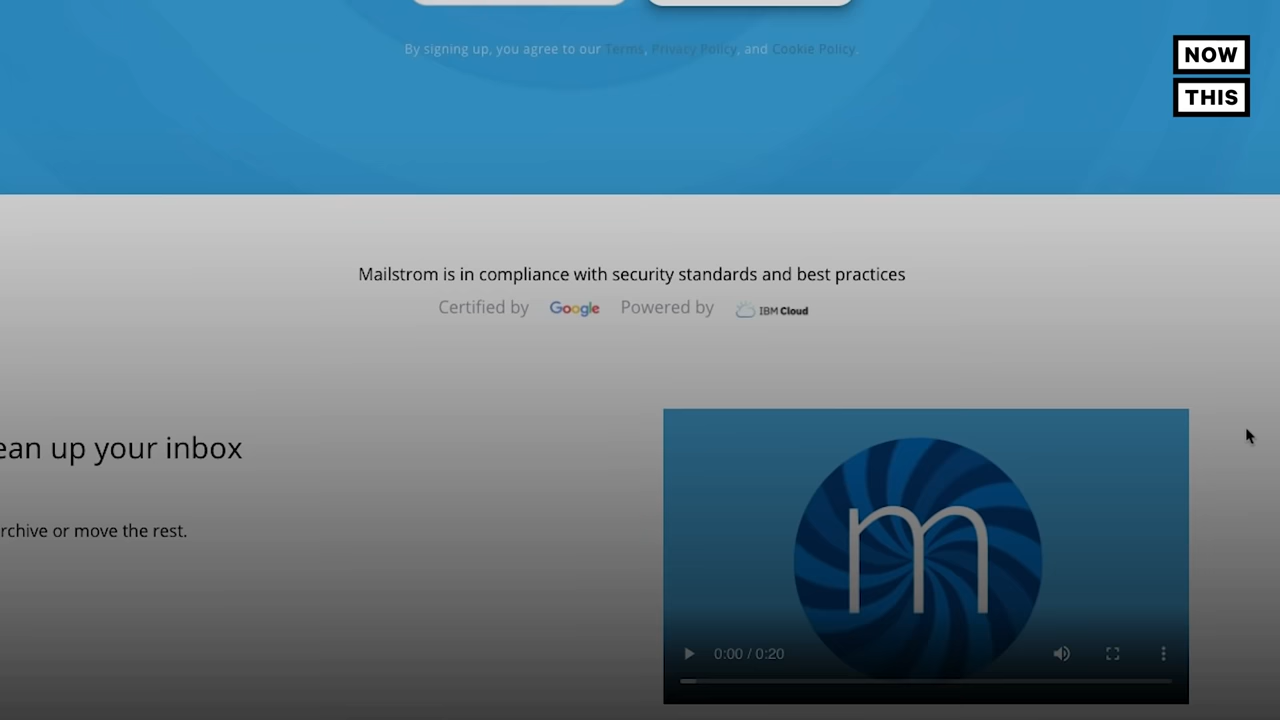 By signing up, you agree to our Terms, Privacy Policy, and Cookie Policy.
NOW
THIS
Mailstrom is in compliance with security standards and best practices
Certified by Google Powered by IBM Cloud
ean up your inbox
rchive or move the rest.
m
0:00 / 0:20